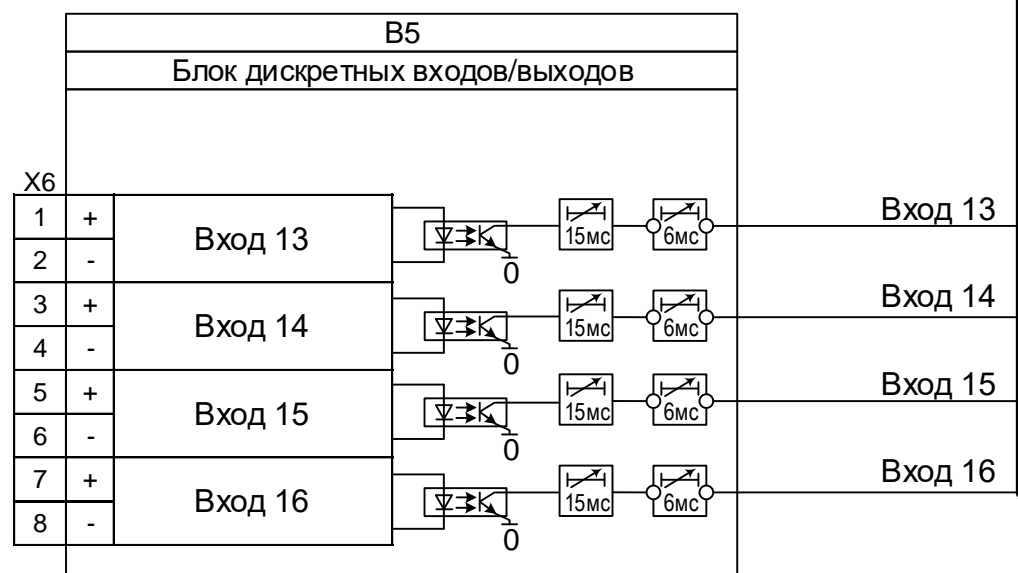 B5
Блок дискретных входов/выходов
X6
1 + Вход 13 15мс 6мс Вход 13
2 - 0
3 + Вход 14 15мс 6мс Вход 14
4 - 0
5 + Вход 15 15мс 6мс Вход 15
6 - 0
7 + Вход 16 15мс 6мс Вход 16
8 - 0